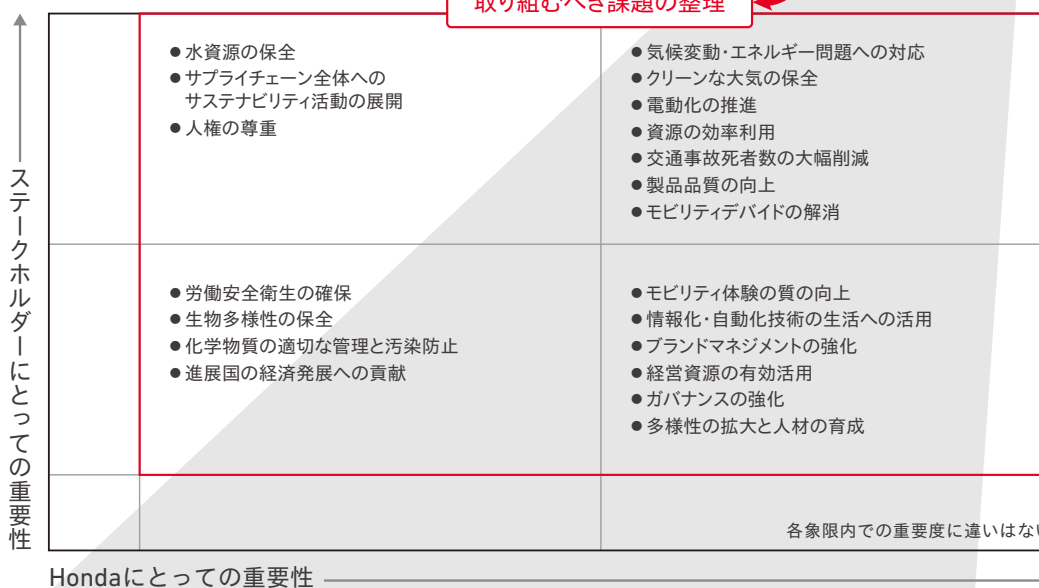 取り組むべき課題の整理
● 水資源の保全
● サプライチェーン全体への
サステナビリティ活動の展開
● 人権の尊重
● 気候変動・エネルギー問題への対応
● クリーンな大気の保全
● 電動化の推進
● 資源の効率利用
● 交通事故死者数の大幅削減
● 製品品質の向上
● モビリティデバイドの解消
● 労働安全衛生の確保
● 生物多様性の保全
● 化学物質の適切な管理と汚染防止
● 進展国の経済発展への貢献
● モビリティ体験の質の向上
● 情報化・自動化技術の生活への活用
● ブランドマネジメントの強化
● 経営資源の有効活用
● ガバナンスの強化
● 多様性の拡大と人材の育成
ステークホルダーにとっての重要性
各象限内での重要度に違いはない
Hondaにとっての重要性